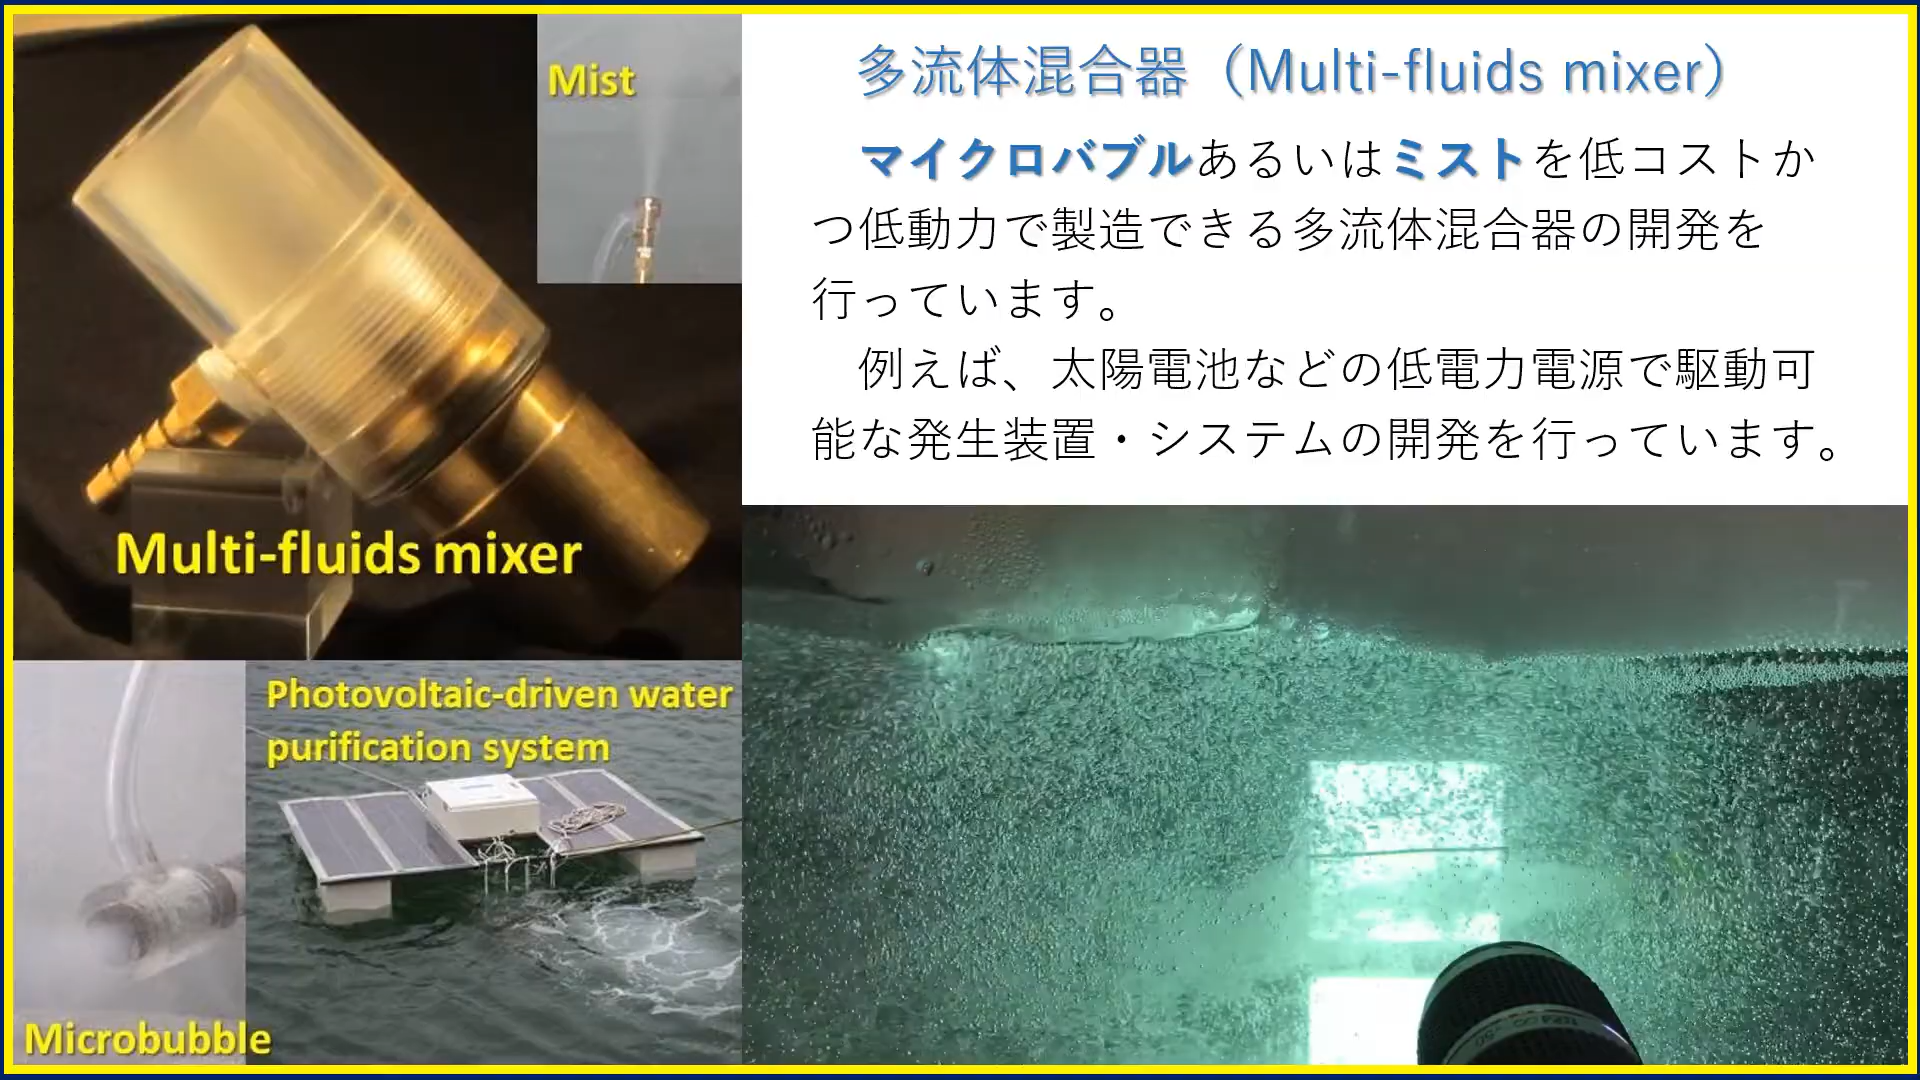 Mist
Multi-fluids mixer
Photovoltaic-driven water
purification system
Microbubble
多流体混合器（Multi-fluids mixer）
マイクロバブルあるいはミストを低コストか
つ低動力で製造できる多流体混合器の開発を
行っています。
例えば、太陽電池などの低電力電源で駆動可
能な発生装置・システムの開発を行っています。